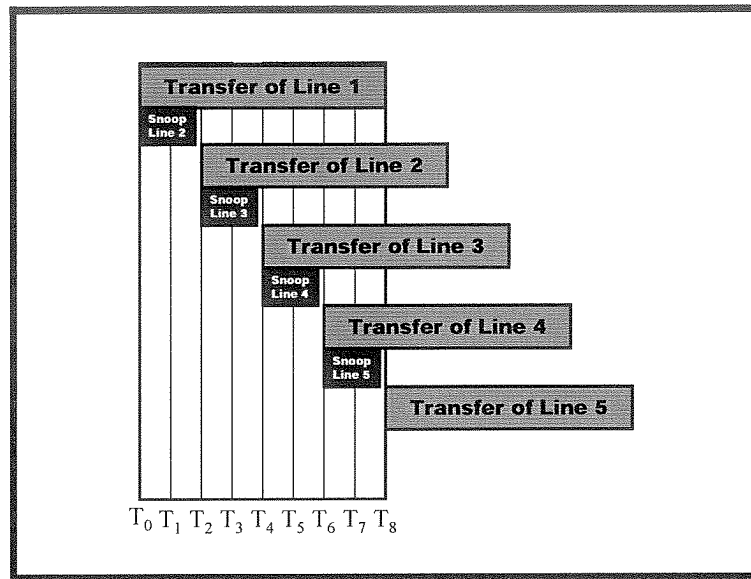 Transfer of Line 1
Snoop
Line 2
Transfer of Line 2
Snoop
Line 3
Transfer of Line 3
Snoop
Line 4
Transfer of Line 4
Snoop
Line 5
Transfer of Line 5
T0 T1 T2 T3 T4 T5 T6 T7 T8